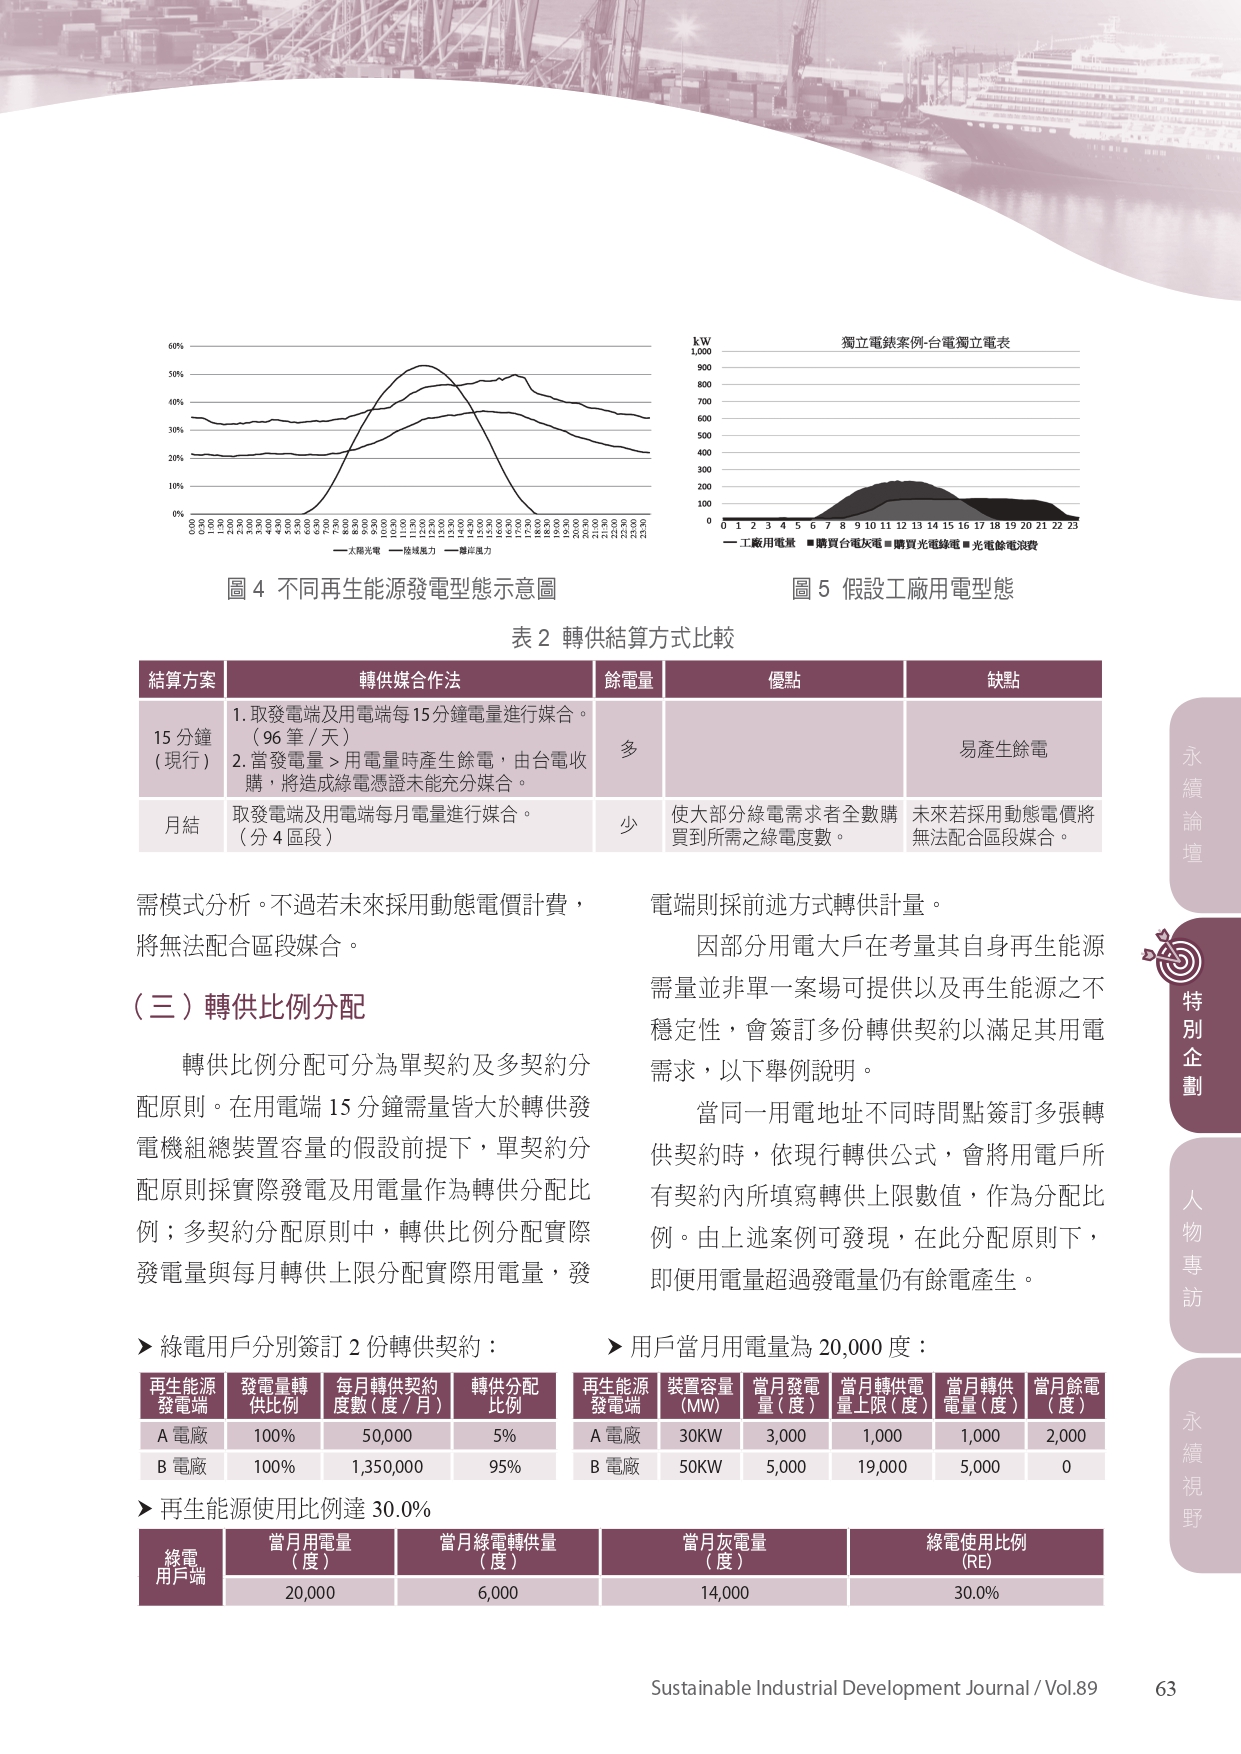 60%
50%
40%
30%
20%
10%
0%
0:00 0:30 1:00 1:30 2:00 2:30 3:00 3:30 4:00 4:30 5:00 5:30 6:00 6:30 7:00 7:30 8:00 8:30 9:00 9:30 10:00 10:30 11:00 11:30 12:00 12:30 13:00 13:30 14:00 14:30 15:00 15:30 16:00 16:30 17:00 17:30 18:00 18:30 19:00 19:30 20:00 20:30 21:00 21:30 22:00 22:30 23:00 23:30
太陽光電 陸域風力 離岸風力
圖 4 不同再生能源發電型態示意圖
kW
獨立電錶案例-台電獨立電表
1,000
900
800
700
600
500
400
300
200
100
0
0 1 2 3 4 5 6 7 8 9 10 11 12 13 14 15 16 17 18 19 20 21 22 23
工廠用電量 ■購買台電灰電 ■購買光電綠電 ■光電餘電浪費
圖 5 假設工廠用電型態
表 2 轉供結算方式比較
結算方案 轉供媒合作法 餘電量 優點 缺點
15 分鐘
（現行）
1. 取發電端及用電端每 15 分鐘電量進行媒合。
（96 筆 / 天）
2. 當發電量 > 用電量時產生餘電，由台電收
購，將造成綠電憑證未能充分媒合。
多
易產生餘電
月結
取發電端及用電端每月電量進行媒合。
（分 4 區段）
少
使大部分綠電需求者全數購
買到所需之綠電度數。
未來若採用動態電價將
無法配合區段媒合。
需模式分析。不過若未來採用動態電價計費，
將無法配合區段媒合。
（三）轉供比例分配
轉供比例分配可分為單契約及多契約分
配原則。在用電端 15 分鐘需量皆大於轉供發
電機組總裝置容量的假設前提下，單契約分
配原則採實際發電及用電量作為轉供分配比
例；多契約分配原則中，轉供比例分配實際
發電量與每月轉供上限分配實際用電量，發
電端則採前述方式轉供計量。
因部分用電大戶在考量其自身再生能源
需量並非單一案場可提供以及再生能源之不
穩定性，會簽訂多份轉供契約以滿足其用電
需求，以下舉例說明。
當同一用電地址不同時間點簽訂多張轉
供契約時，依現行轉供公式，會將用電戶所
有契約內所填寫轉供上限數值，作為分配比
例。由上述案例可發現，在此分配原則下，
即便用電量超過發電量仍有餘電產生。
➤ 綠電用戶分別簽訂 2 份轉供契約：
再生能源發電端 發電量轉供比例 每月轉供契約度數（度 / 月） 轉供分配比例
A 電廠 100% 50,000 5%
B 電廠 100% 1,350,000 95%
➤ 用戶當月用電量為 20,000 度：
再生能源發電端 裝置容量(MW) 當月發電量（度） 當月轉供電量上限（度） 當月轉供電量（度） 當月餘電（度）
A 電廠 30KW 3,000 1,000 1,000 2,000
B 電廠 50KW 5,000 19,000 5,000 0
➤ 再生能源使用比例達 30.0%
綠電用戶端 當月用電量（度） 當月綠電轉供量（度） 當月灰電量（度） 綠電使用比例(RE)
20,000 6,000 14,000 30.0%
永續論壇
特別企劃
人物專訪
永續視野
Sustainable Industrial Development Journal / Vol.89 63